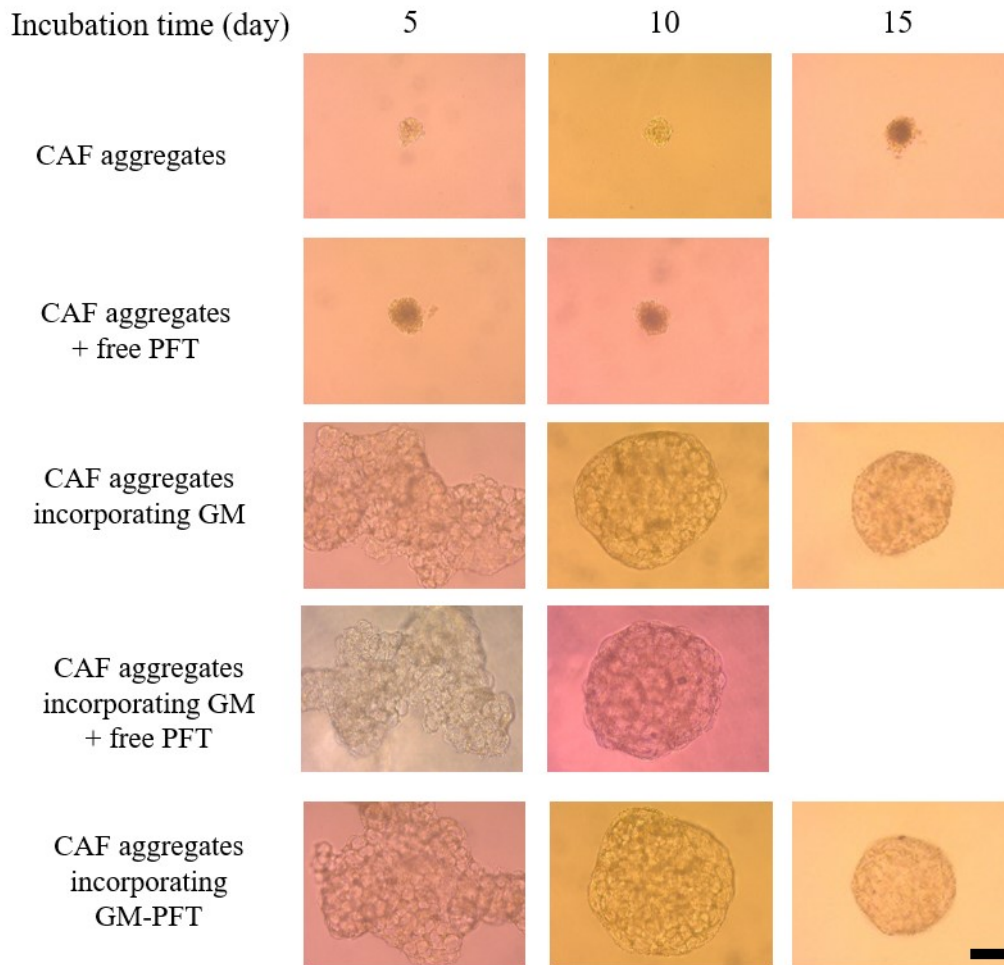 Incubation time (day) 5 10 15
CAF aggregates
CAF aggregates
+ free PFT
CAF aggregates
incorporating GM
CAF aggregates
incorporating GM
+ free PFT
CAF aggregates
incorporating
GM-PFT